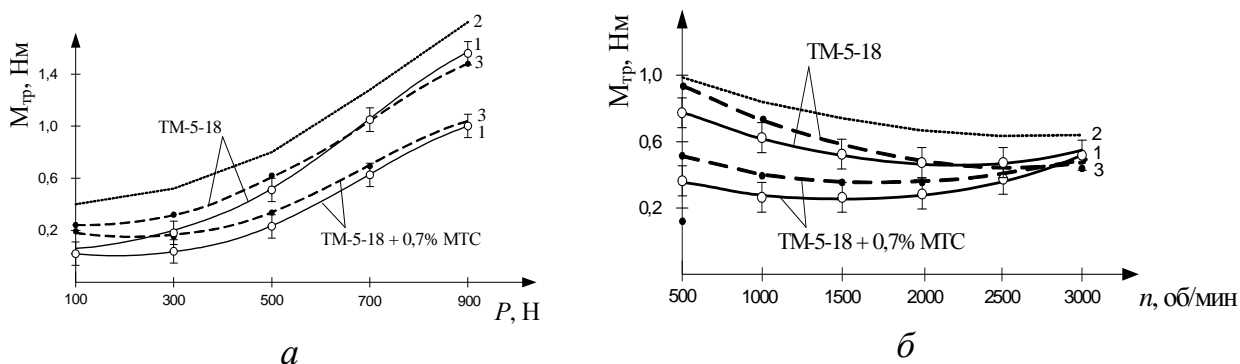 Mтр, Нм
1,4
1,0
0,6
0,2
100
300
500
700
900
P, Н
ТМ-5-18
ТМ-5-18 + 0,7% МТС
2
1
3
3
1
а
Mтр, Нм
1,0
0,6
0,2
500
1000
1500
2000
2500
3000
n, об/мин
ТМ-5-18
ТМ-5-18 + 0,7% МТС
2
1
3
б